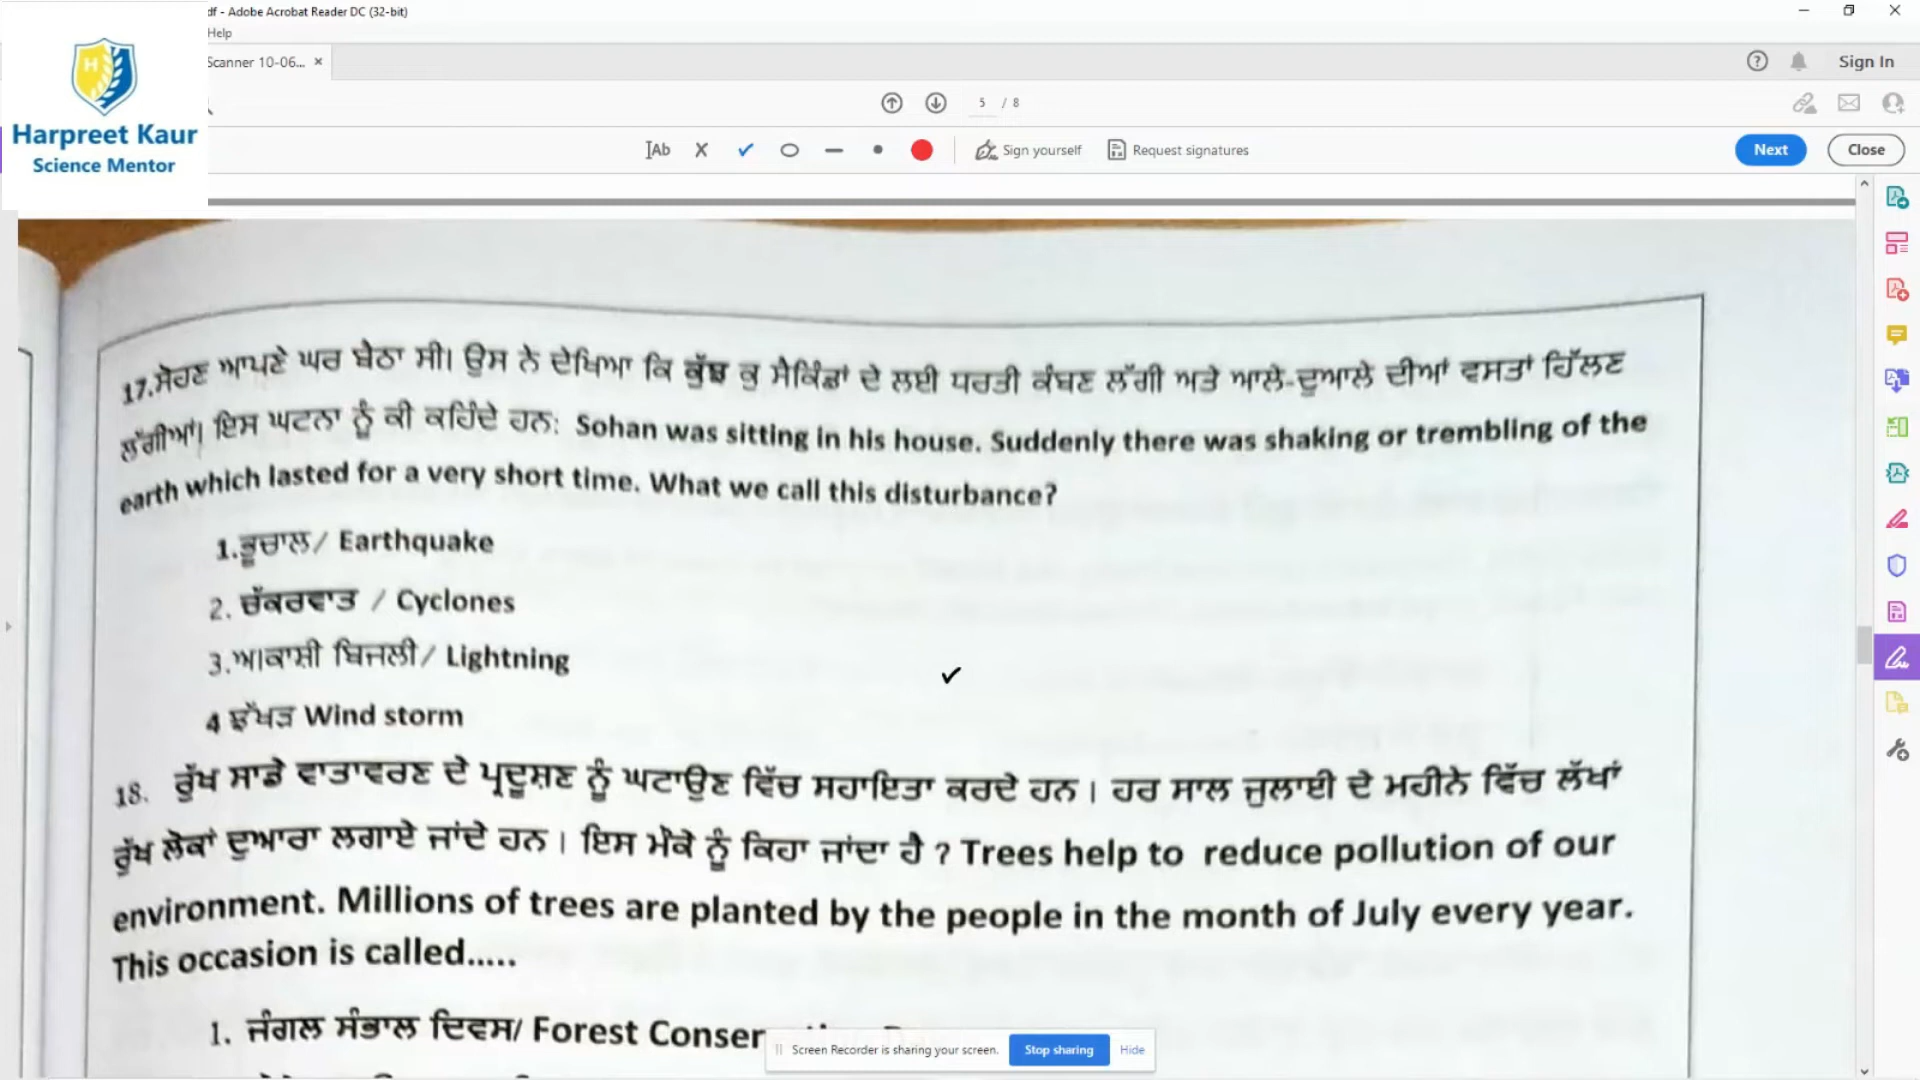 df - Adobe Acrobat Reader DC (32-bit)
Help
Scanner 10-06...
Sign In
5 / 8
Harpreet Kaur
Science Mentor
Ab
Sign yourself
Request signatures
Next
Close
17.ਸੋਹਣ ਆਪਣੇ ਘਰ ਬੈਠਾ ਸੀ। ਉਸ ਨੇ ਦੇਖਿਆ ਕਿ ਕੁੱਝ ਕੁ ਸੈਕਿੰਡਾਂ ਦੇ ਲਈ ਧਰਤੀ ਕੰਬਣ ਲੱਗੀ ਅਤੇ ਆਲੇ-ਦੁਆਲੇ ਦੀਆਂ ਵਸਤਾਂ ਹਿੱਲਣ
ਲੱਗੀਆਂ। ਇਸ ਘਟਨਾ ਨੂੰ ਕੀ ਕਹਿੰਦੇ ਹਨ: Sohan was sitting in his house. Suddenly there was shaking or trembling of the
earth which lasted for a very short time. What we call this disturbance?
1.ਭੂਚਾਲ/ Earthquake
2. ਚੱਕਰਵਾਤ / Cyclones
3.ਅਕਾਸ਼ੀ ਬਿਜਲੀ/ Lightning
4 ਝੱਖੜ Wind storm
18. ਰੁੱਖ ਸਾਡੇ ਵਾਤਾਵਰਣ ਦੇ ਪ੍ਰਦੂਸ਼ਣ ਨੂੰ ਘਟਾਉਣ ਵਿੱਚ ਸਹਾਇਤਾ ਕਰਦੇ ਹਨ। ਹਰ ਸਾਲ ਜੁਲਾਈ ਦੇ ਮਹੀਨੇ ਵਿੱਚ ਲੱਖਾਂ
ਰੁੱਖ ਲੋਕਾਂ ਦੁਆਰਾ ਲਗਾਏ ਜਾਂਦੇ ਹਨ। ਇਸ ਮੌਕੇ ਨੂੰ ਕਿਹਾ ਜਾਂਦਾ ਹੈ ? Trees help to reduce pollution of our
environment. Millions of trees are planted by the people in the month of July every year.
This occasion is called.....
1. ਜੰਗਲ ਸੰਭਾਲ ਦਿਵਸ/ Forest Conser
Screen Recorder is sharing your screen.
Stop sharing
Hide